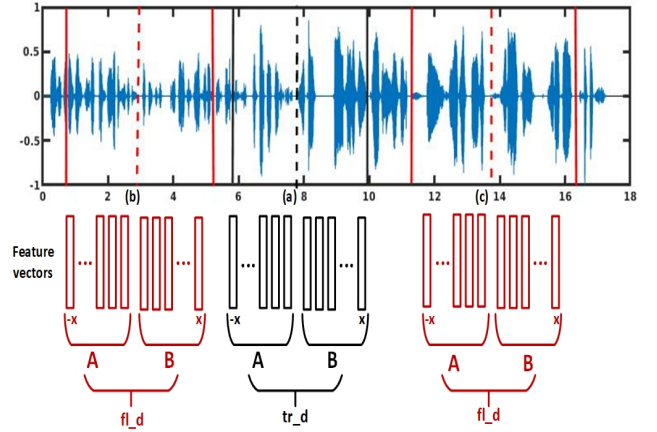 1
0.5
0
-0.5
-1
0 2 4 6 8 10 12 14 16 18
(b) (a) (c)
Feature
vectors
... ... ... ... ... ...
-x x -x x -x x
A B A B A B
fl_d tr_d fl_d